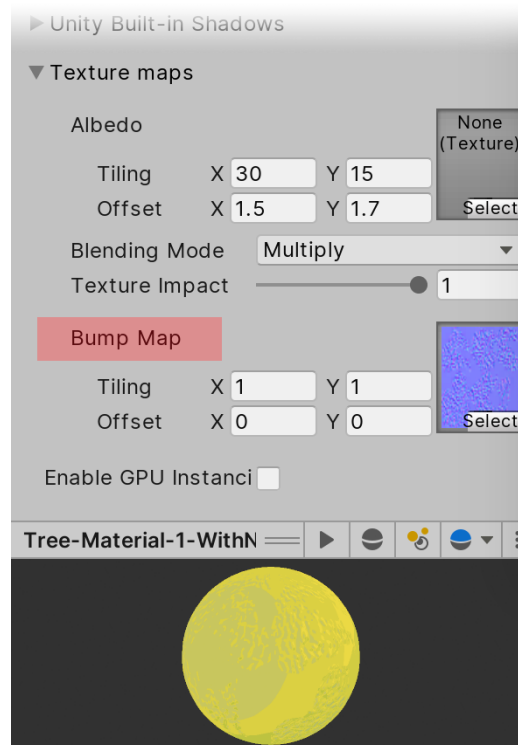 Unity Built-in Shadows
Texture maps
Albedo
None
(Texture)
Tiling X 30 Y 15
Offset X 1.5 Y 1.7
Select
Blending Mode Multiply
Texture Impact 1
Bump Map
Tiling X 1 Y 1
Offset X 0 Y 0
Select
Enable GPU Instanci
Tree-Material-1-WithN